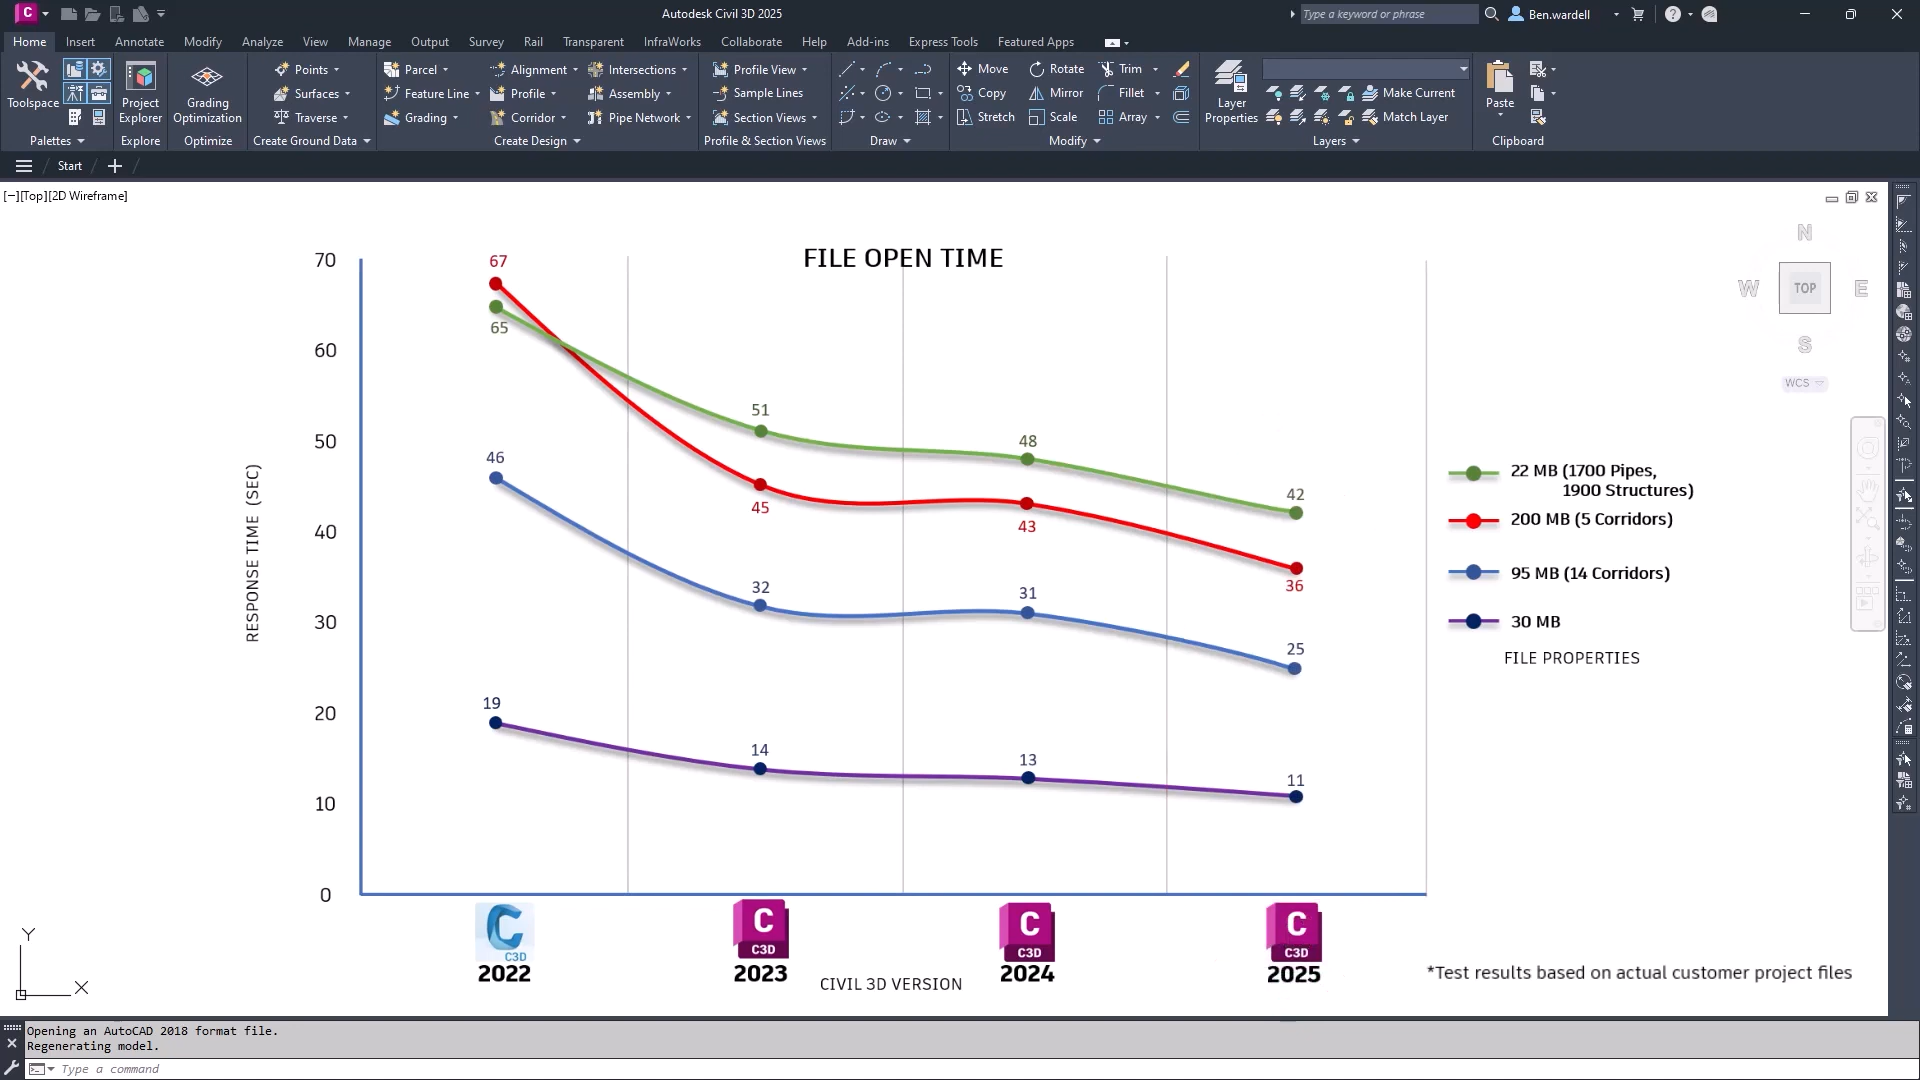 Autodesk Civil 3D 2025
Type a keyword or phrase
Ben.wardell
Home Insert Annotate Modify Analyze View Manage Output Survey Rail Transparent InfraWorks Collaborate Help Add-ins Express Tools Featured Apps
Points Parcel Alignment Intersections Profile View Move Rotate Trim
Surfaces Feature Line Profile Assembly Sample Lines Copy Mirror Fillet Make Current
Toolspace Project Explorer Grading Optimization Layer Properties Paste
Traverse Grading Corridor Pipe Network Section Views Stretch Scale Array Match Layer
Palettes Explore Optimize Create Ground Data Create Design Profile & Section Views Draw Modify Layers Clipboard
Start
[−][Top][2D Wireframe]
FILE OPEN TIME
N
W TOP E
S
WCS
70
60
50
40
30
20
10
0
RESPONSE TIME (SEC)
67
65
51
48
42
45
43
36
46
32
31
25
19
14
13
11
22 MB (1700 Pipes,
1900 Structures)
200 MB (5 Corridors)
95 MB (14 Corridors)
30 MB
FILE PROPERTIES
C C C C
C3D C3D C3D C3D
2022 2023 2024 2025
CIVIL 3D VERSION
*Test results based on actual customer project files
Y
X
Opening an AutoCAD 2018 format file.
Regenerating model.
Type a command